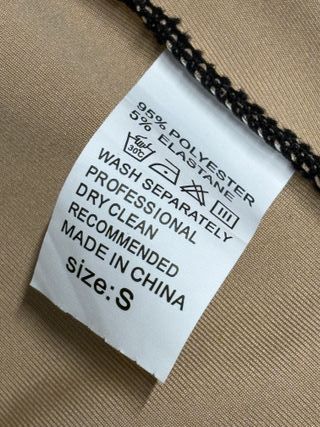 95% POLYESTER
5% ELASTANE
30°C
WASH SEPARATELY
PROFESSIONAL
DRY CLEAN
RECOMMENDED
MADE IN CHINA
size: S